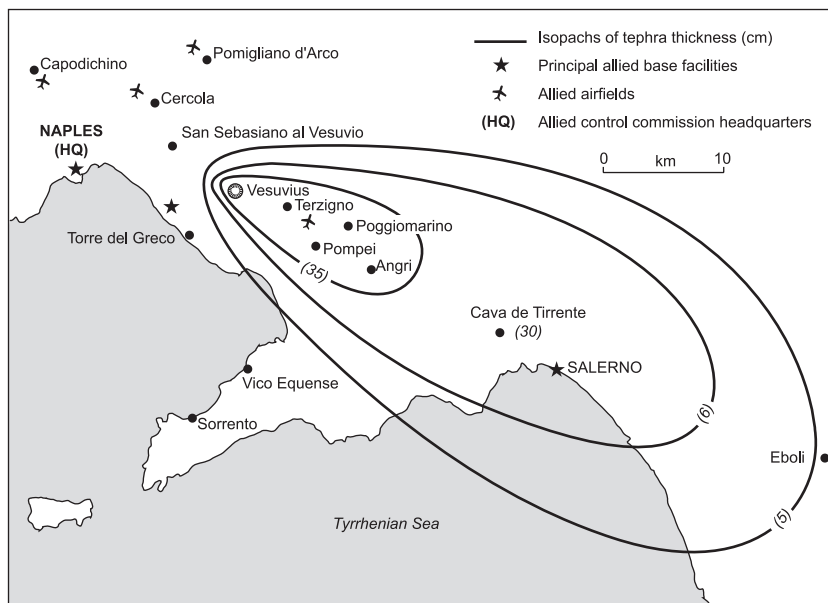 Isopachs of tephra thickness (cm)
Principal allied base facilities
Allied airfields
(HQ) Allied control commission headquarters
0 km 10
Pomigliano d'Arco
Capodichino
Cercola
NAPLES
(HQ)
San Sebasiano al Vesuvio
Vesuvius
Terzigno
Poggiomarino
Torre del Greco
Pompei
Angri
(35)
Cava de Tirrente
(30)
SALERNO
Vico Equense
(6)
Sorrento
Eboli
(5)
Tyrrhenian Sea